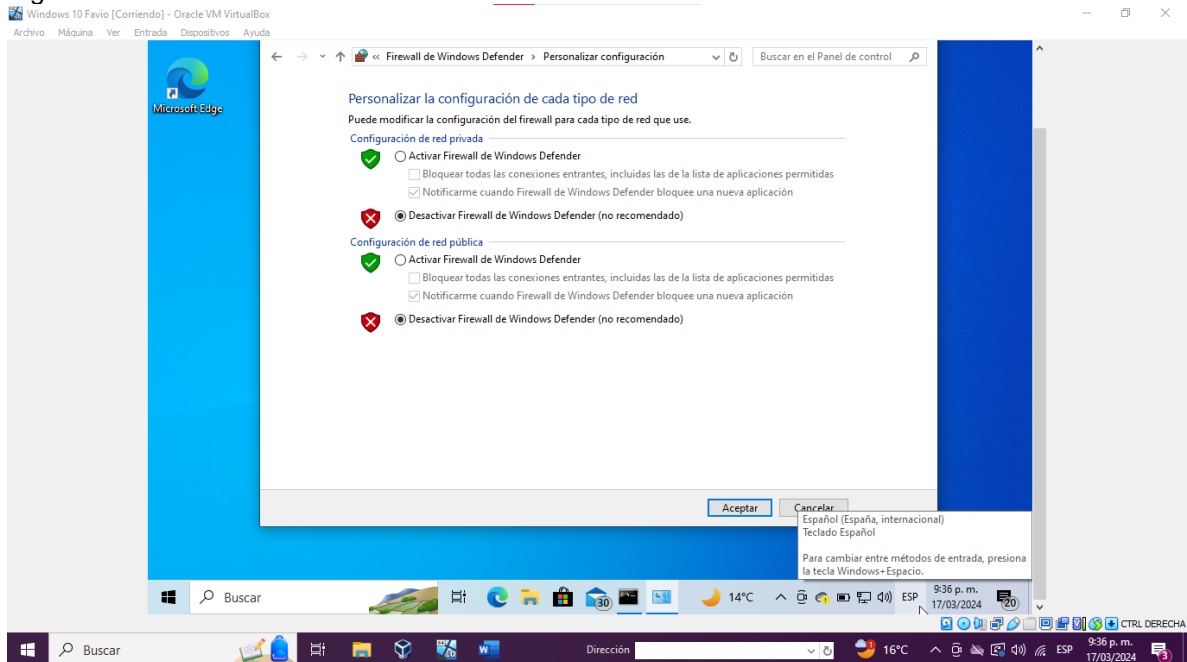 Windows 10 Favio [Corriendo] - Oracle VM VirtualBox
Archivo Máquina Ver Entrada Dispositivos Ayuda
« Firewall de Windows Defender > Personalizar configuración
Buscar en el Panel de control
Microsoft Edge
Personalizar la configuración de cada tipo de red
Puede modificar la configuración del firewall para cada tipo de red que use.
Configuración de red privada
Activar Firewall de Windows Defender
Bloquear todas las conexiones entrantes, incluidas las de la lista de aplicaciones permitidas
Notificarme cuando Firewall de Windows Defender bloquee una nueva aplicación
Desactivar Firewall de Windows Defender (no recomendado)
Configuración de red pública
Activar Firewall de Windows Defender
Bloquear todas las conexiones entrantes, incluidas las de la lista de aplicaciones permitidas
Notificarme cuando Firewall de Windows Defender bloquee una nueva aplicación
Desactivar Firewall de Windows Defender (no recomendado)
Aceptar Cancelar
Español (España, internacional)
Teclado Español
Para cambiar entre métodos de entrada, presiona
la tecla Windows+Espacio.
Buscar 30 14°C ESP 9:36 p. m.
17/03/2024 20
CTRL DERECHA
Buscar Dirección 16°C ESP 9:36 p. m.
17/03/2024 3